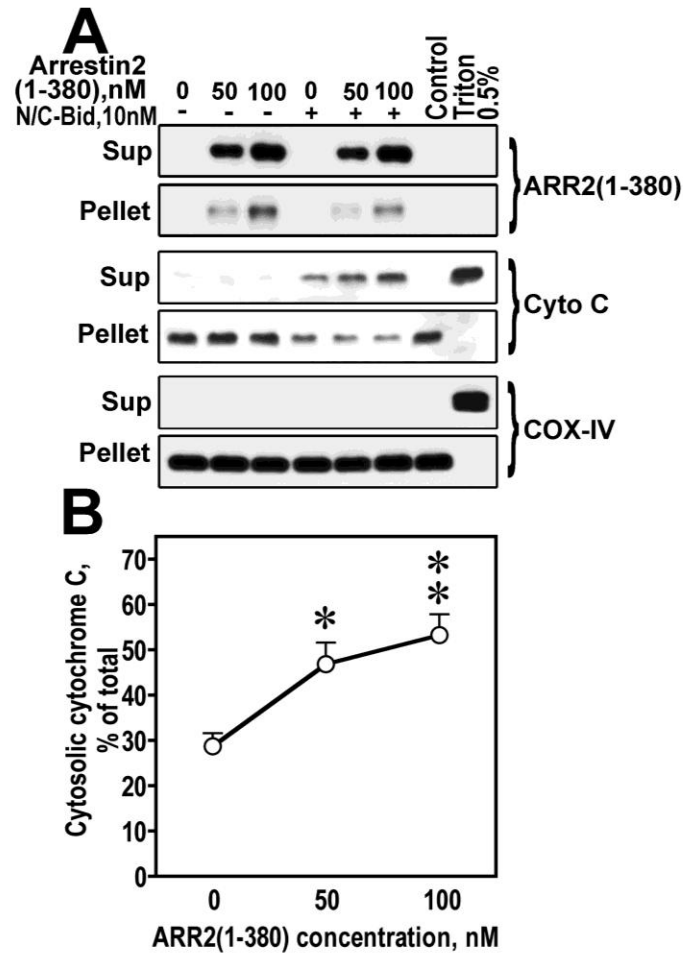 A
Arrestin2
(1-380),nM 0 50 100 0 50 100 Control Triton 0.5%
N/C-Bid,10nM - - - + + +
Sup
Pellet
ARR2(1-380)
Sup
Pellet
Cyto C
Sup
Pellet
COX-IV
B
Cytosolic cytochrome C,
% of total
70
60
50
40
30
20
10
0
*
*
*
0 50 100
ARR2(1-380) concentration, nM